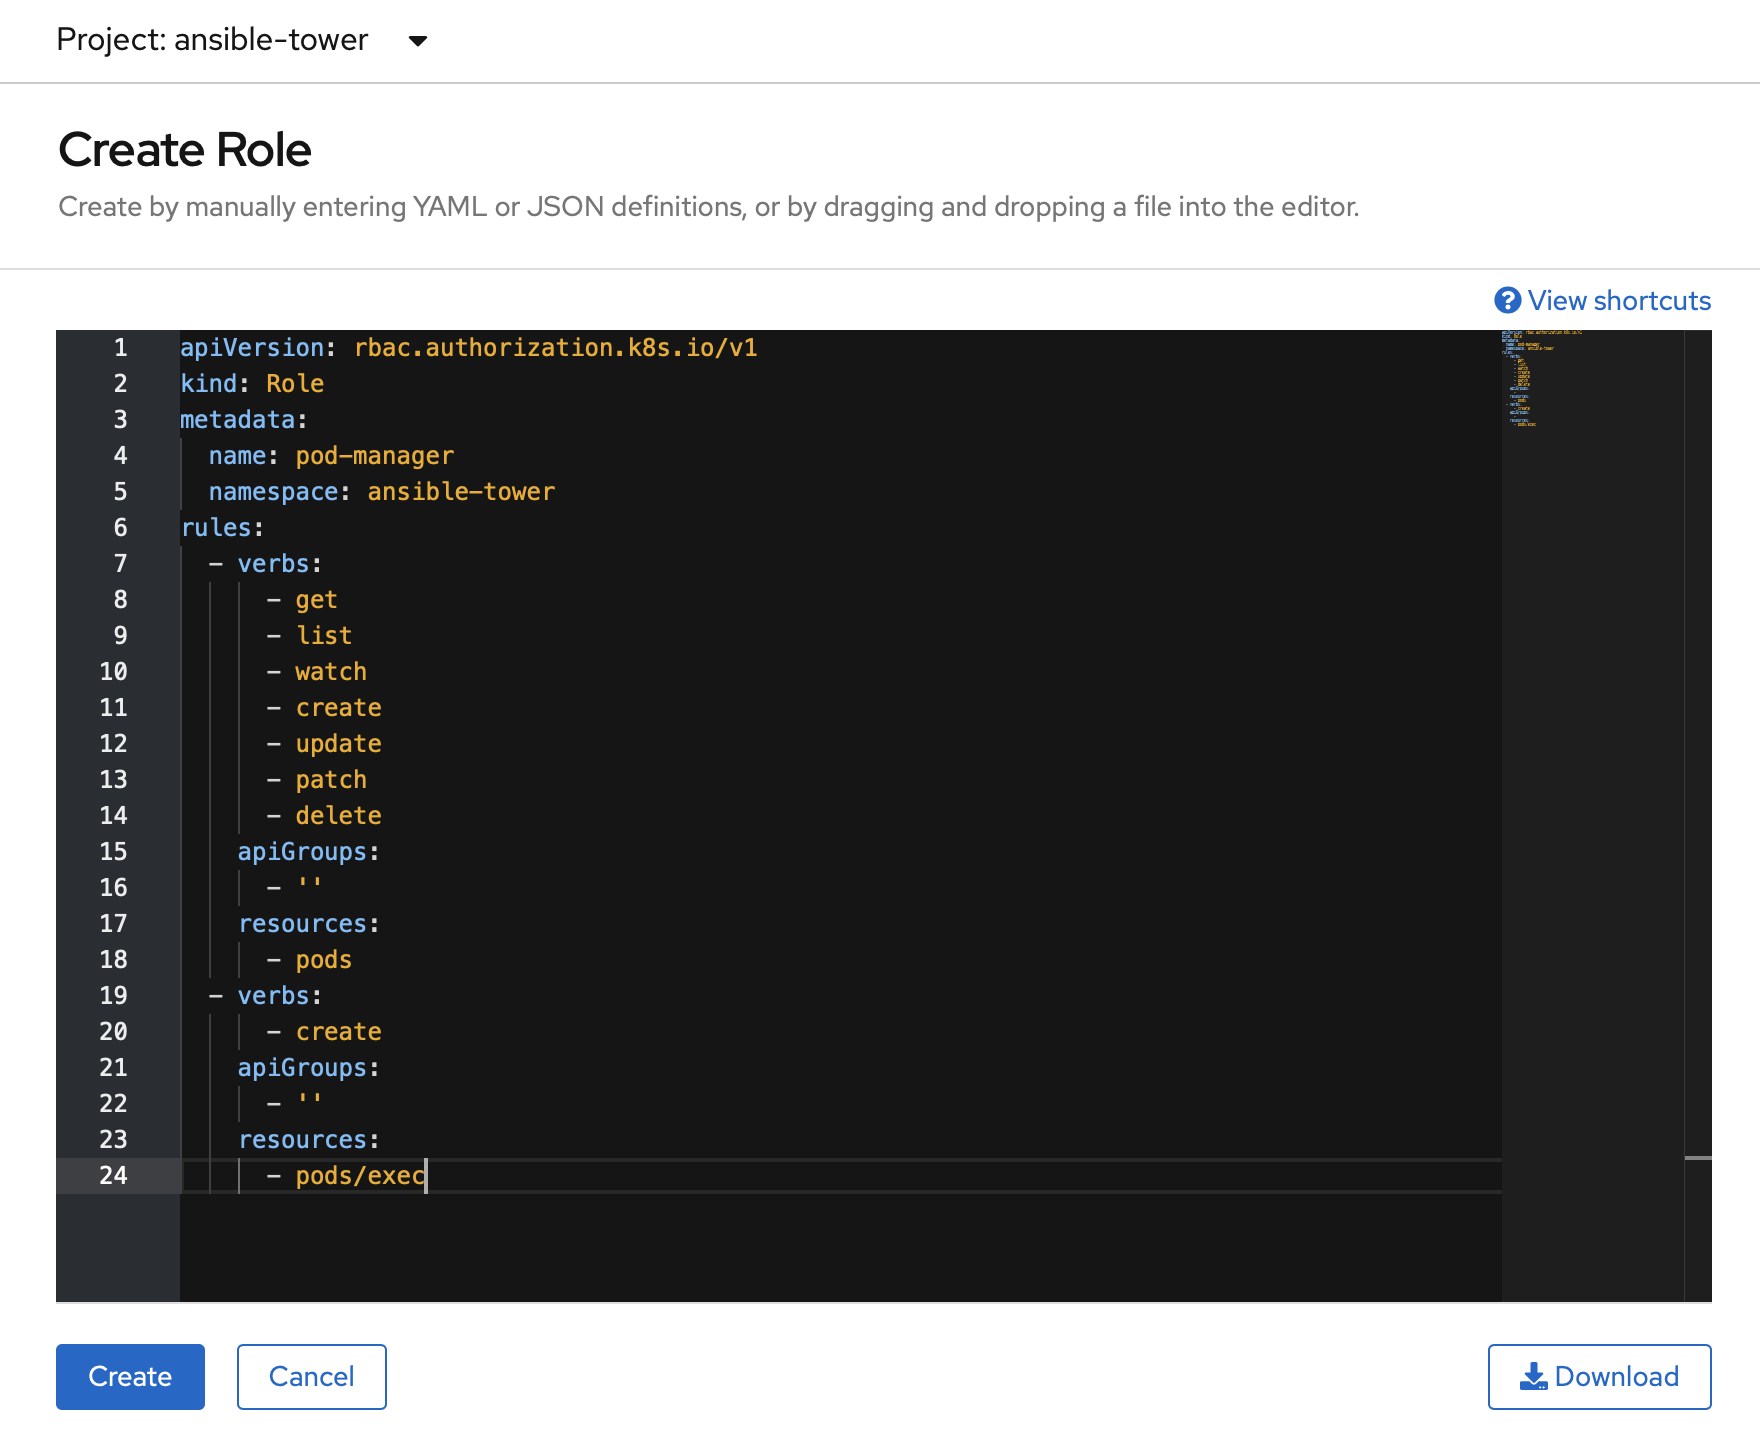 Project: ansible-tower
Create Role
Create by manually entering YAML or JSON definitions, or by dragging and dropping a file into the editor.
View shortcuts
1 apiVersion: rbac.authorization.k8s.io/v1
2 kind: Role
3 metadata:
4   name: pod-manager
5   namespace: ansible-tower
6 rules:
7   - verbs:
8       - get
9       - list
10       - watch
11       - create
12       - update
13       - patch
14       - delete
15     apiGroups:
16       - ''
17     resources:
18       - pods
19   - verbs:
20       - create
21     apiGroups:
22       - ''
23     resources:
24       - pods/exec
Create
Cancel
Download